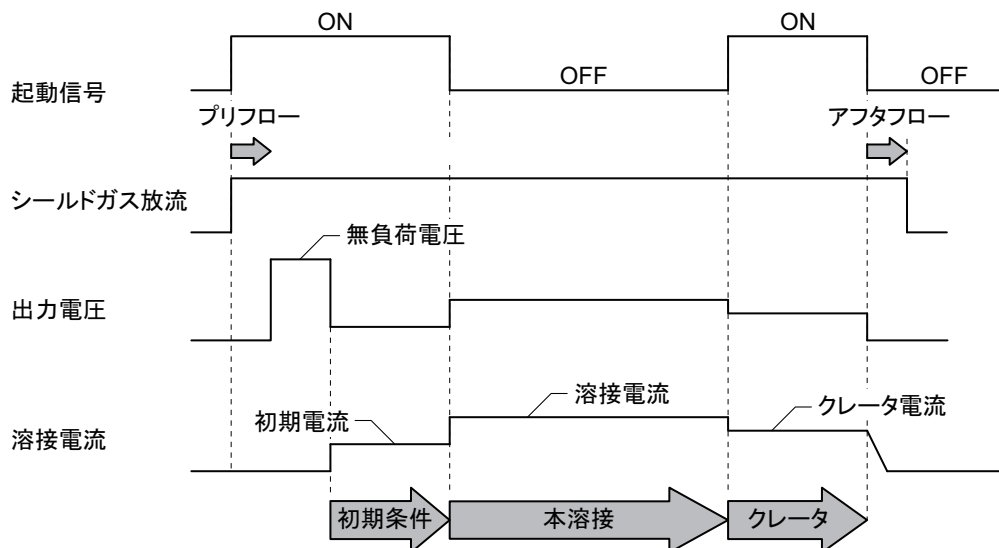 ON
ON
起動信号
OFF
OFF
プリフロー
アフタフロー
シールドガス放流
無負荷電圧
出力電圧
溶接電流
初期電流
クレータ電流
溶接電流
初期条件
本溶接
クレータ